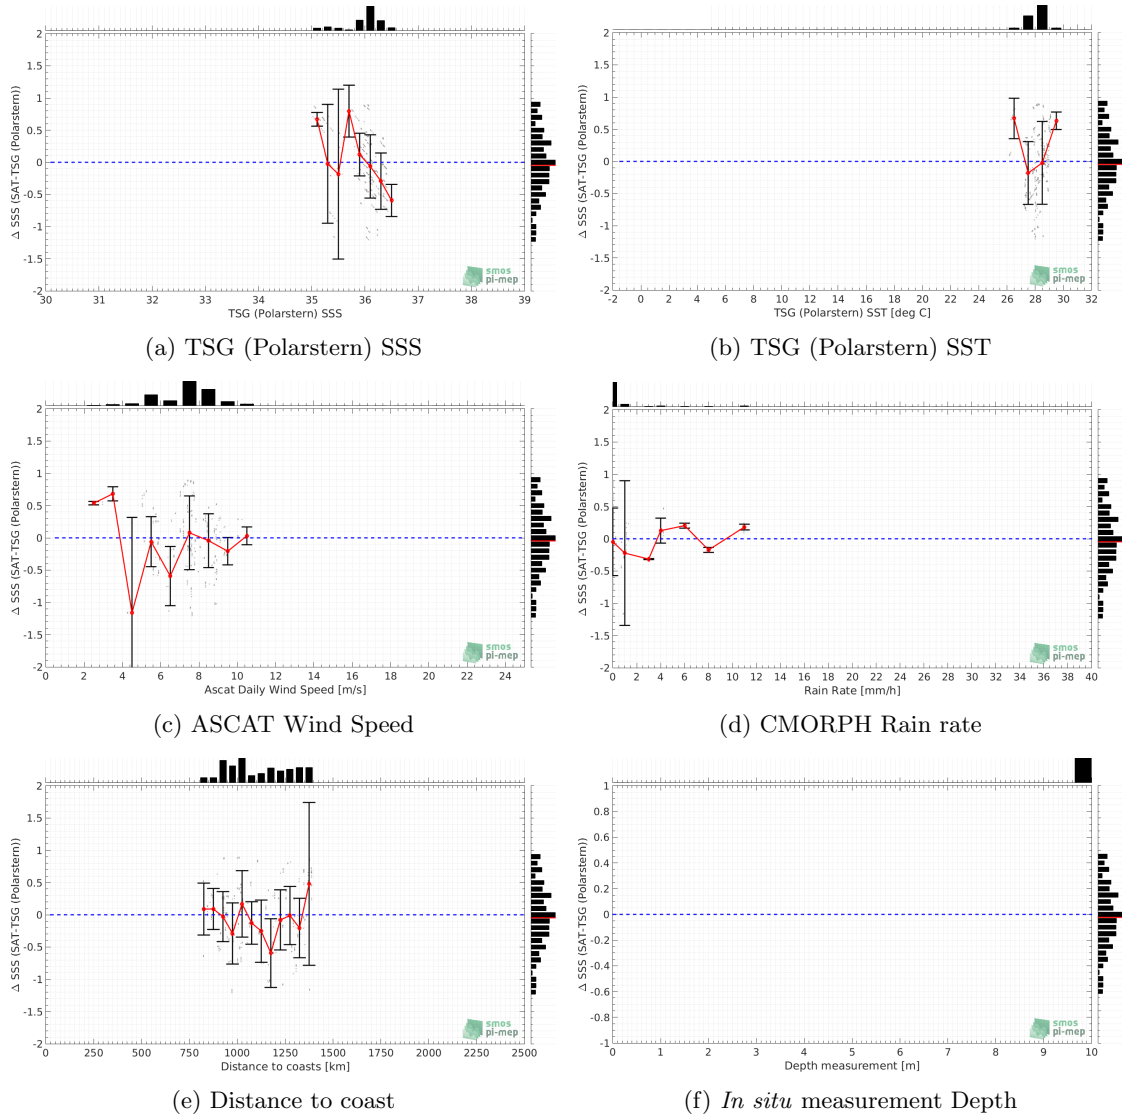 2
1.5
1
0.5
0
-0.5
-1
-1.5
-2
Δ SSS (SAT-TSG (Polarstern))
30 31 32 33 34 35 36 37 38 39
TSG (Polarstern) SSS
smos
pi-mep
(a) TSG (Polarstern) SSS
2
1.5
1
0.5
0
-0.5
-1
-1.5
-2
Δ SSS (SAT-TSG (Polarstern))
-2 0 2 4 6 8 10 12 14 16 18 20 22 24 26 28 30 32
TSG (Polarstern) SST [deg C]
smos
pi-mep
(b) TSG (Polarstern) SST
2
1.5
1
0.5
0
-0.5
-1
-1.5
-2
Δ SSS (SAT-TSG (Polarstern))
0 2 4 6 8 10 12 14 16 18 20 22 24
Ascat Daily Wind Speed [m/s]
smos
pi-mep
(c) ASCAT Wind Speed
2
1.5
1
0.5
0
-0.5
-1
-1.5
-2
Δ SSS (SAT-TSG (Polarstern))
0 2 4 6 8 10 12 14 16 18 20 22 24 26 28 30 32 34 36 38 40
Rain Rate [mm/h]
smos
pi-mep
(d) CMORPH Rain rate
2
1.5
1
0.5
0
-0.5
-1
-1.5
-2
Δ SSS (SAT-TSG (Polarstern))
0 250 500 750 1000 1250 1500 1750 2000 2250 2500
Distance to coasts [km]
smos
pi-mep
(e) Distance to coast
1
0.8
0.6
0.4
0.2
0
-0.2
-0.4
-0.6
-0.8
-1
Δ SSS (SAT-TSG (Polarstern))
0 1 2 3 4 5 6 7 8 9 10
Depth measurement [m]
smos
pi-mep
(f) In situ measurement Depth